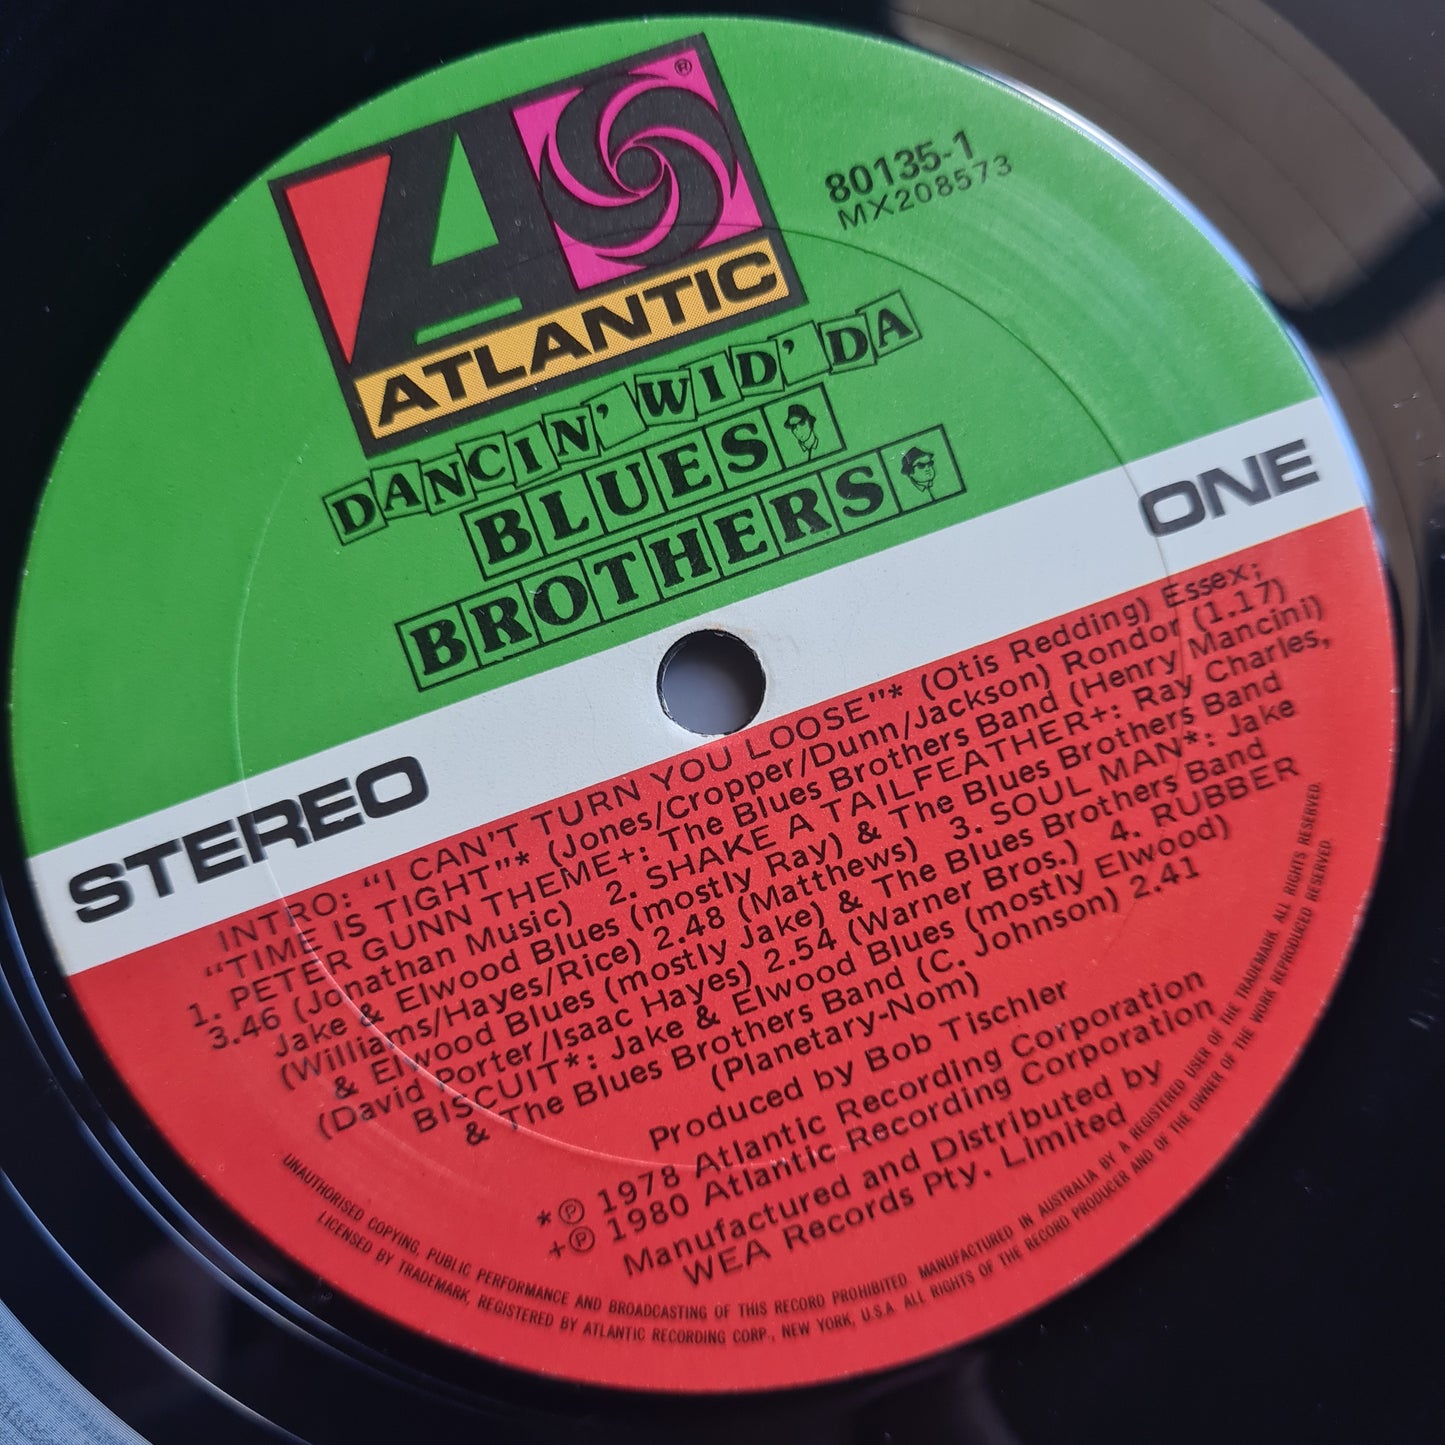 ®
ATLANTIC
80135-1
MX208573
DANCIN' WID' DA
BLUES
BROTHERS
STEREO
ONE
INTRO: "I CAN'T TURN YOU LOOSE"* (Otis Redding) Essex;
"TIME IS TIGHT"* (Jones/Cropper/Dunn/Jackson) Rondor (1.17)
1. PETER GUNN THEME+: The Blues Brothers Band (Henry Mancini)
3.46 (Jonathan Music) 2. SHAKE A TAILFEATHER+: Ray Charles,
Jake & Elwood Blues (mostly Ray) & The Blues Brothers Band
(Williams/Hayes/Rice) 2.48 (Matthews) 3. SOUL MAN*: Jake
& Elwood Blues (mostly Jake) & The Blues Brothers Band
(David Porter/Isaac Hayes) 2.54 (Warner Bros.) 4. RUBBER
BISCUIT*: Jake & Elwood Blues (mostly Elwood)
& The Blues Brothers Band (C. Johnson) 2.41
(Planetary-Nom)
Produced by Bob Tischler
*℗ 1978 Atlantic Recording Corporation
+℗ 1980 Atlantic Recording Corporation
Manufactured and Distributed by
WEA Records Pty. Limited
UNAUTHORISED COPYING, PUBLIC PERFORMANCE AND BROADCASTING OF THIS RECORD PROHIBITED. MANUFACTURED IN AUSTRALIA BY A REGISTERED USER OF THE TRADEMARK, ALL RIGHTS RESERVED.
LICENSED BY TRADEMARK, REGISTERED BY ATLANTIC RECORDING CORP., NEW YORK, U.S.A. ALL RIGHTS OF THE RECORD PRODUCER AND OF THE OWNER OF THE WORK REPRODUCED RESERVED.